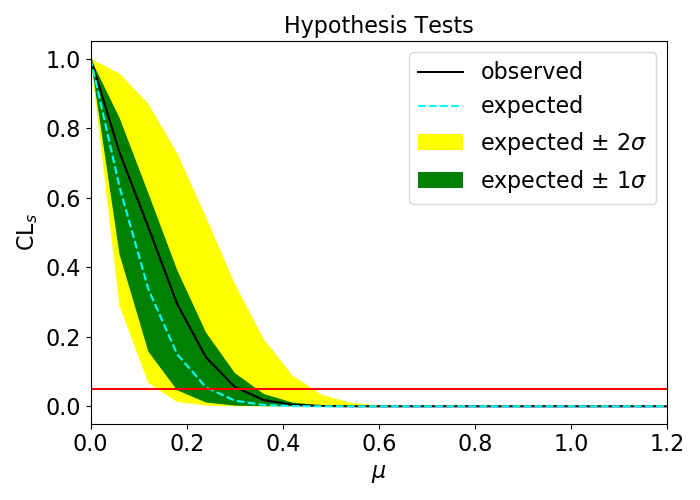 Hypothesis Tests
observed
expected
expected ± 2σ
expected ± 1σ
CLₛ
1.0
0.8
0.6
0.4
0.2
0.0
0.0 0.2 0.4 0.6 0.8 1.0 1.2
μ